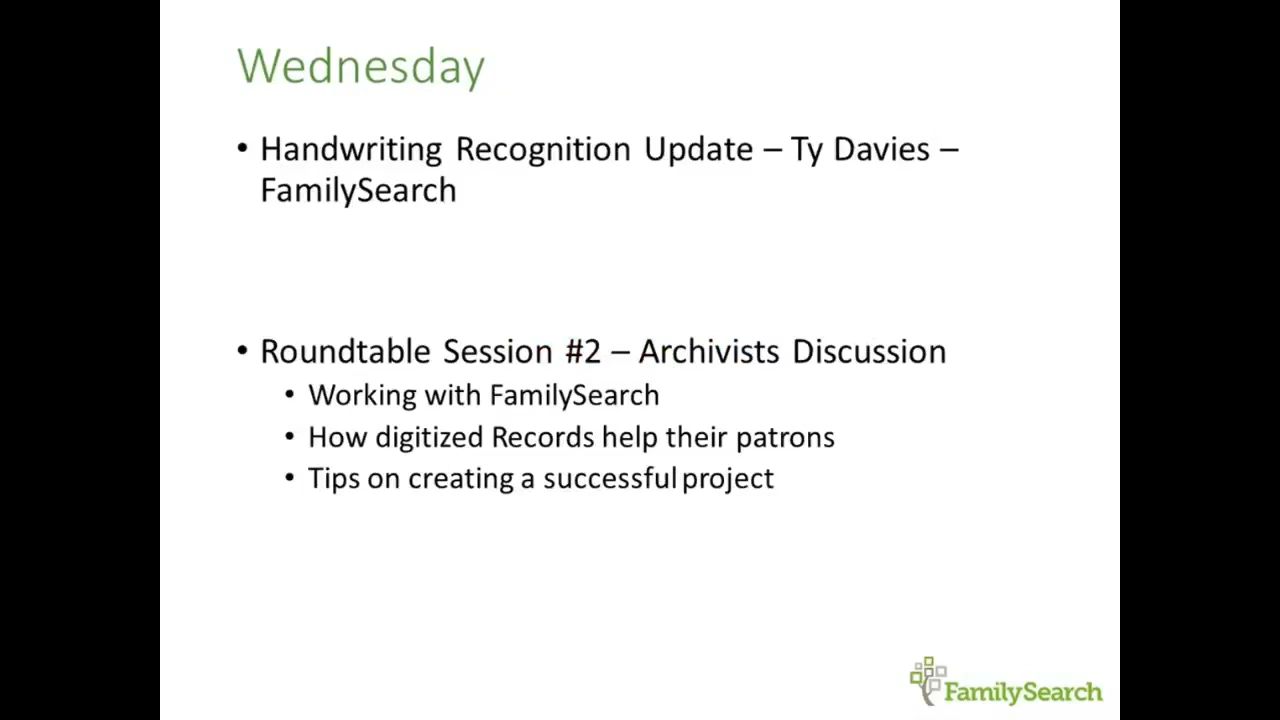 Wednesday
• Handwriting Recognition Update – Ty Davies –
FamilySearch
• Roundtable Session #2 – Archivists Discussion
• Working with FamilySearch
• How digitized Records help their patrons
• Tips on creating a successful project
FamilySearch